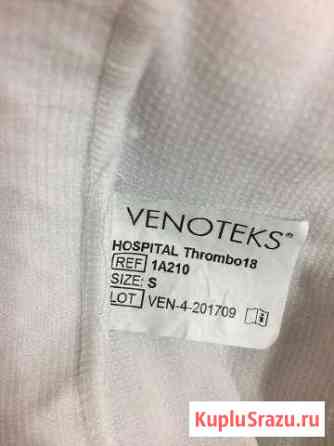 VENOTEKS®
HOSPITAL Thrombo18
REF 1A210
SIZE: S
LOT VEN-4-201709
KupluSrazu.ru